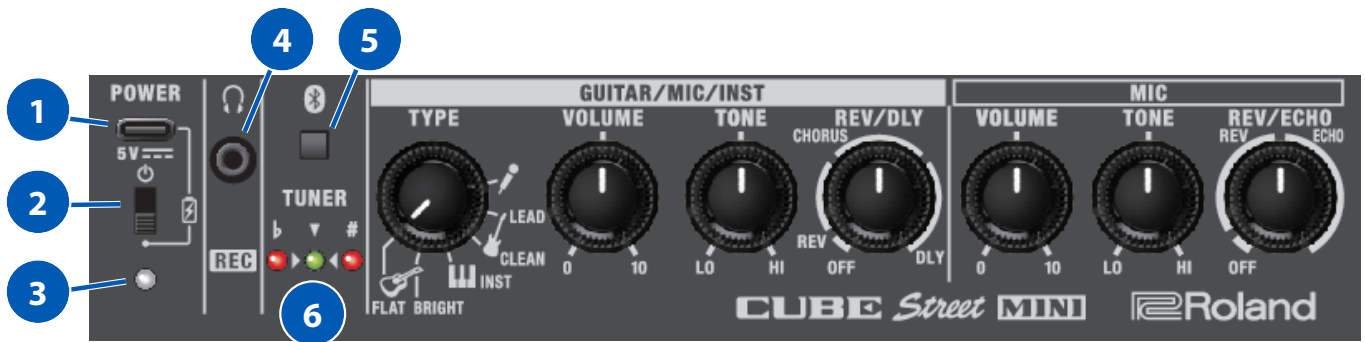 4 5
POWER
GUITAR/MIC/INST
MIC
1
TYPE VOLUME TONE REV/DLY
VOLUME TONE REV/ECHO
CHORUS
REV ECHO
5V
2
TUNER
LEAD
CLEAN
INST
FLAT BRIGHT
♭ #
REC
0 10
LO HI
REV
OFF
DLY
0 10
LO HI
OFF
3
6
CUBE Street MINI
Roland